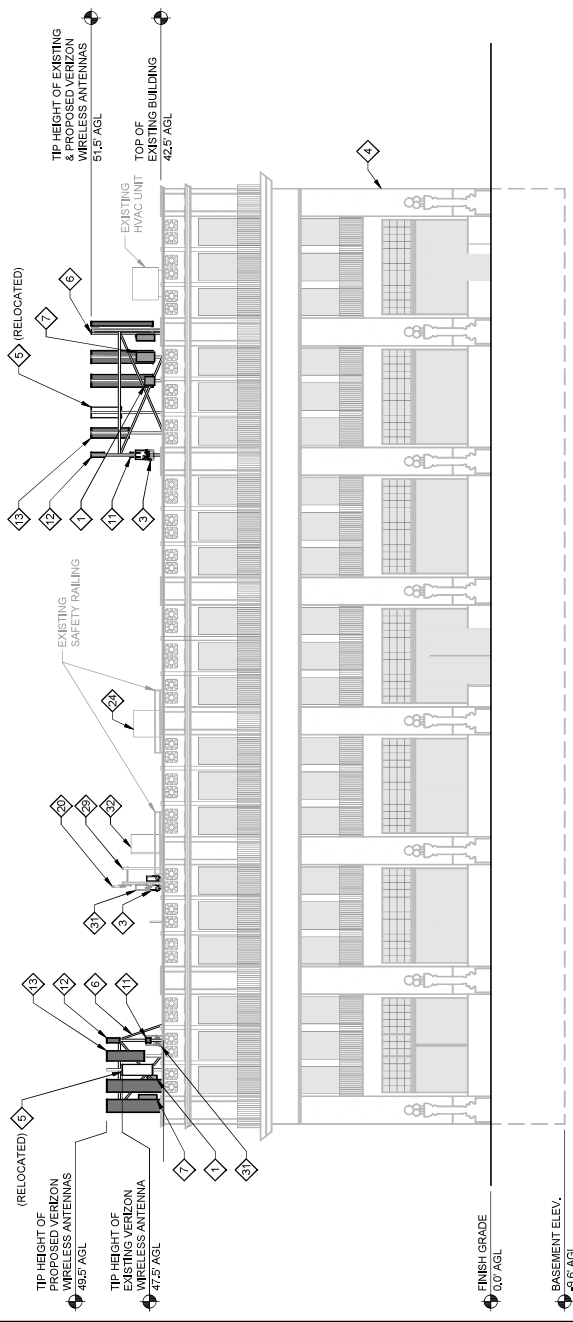 TIP HEIGHT OF
PROPOSED VERIZON
WIRELESS ANTENNAS
49.5' AGL
TIP HEIGHT OF
EXISTING VERIZON
WIRELESS ANTENNA
47.5' AGL
(RELOCATED) 5
13
12
6
11
7
1
31
20
29
32
31
3
24
EXISTING
SAFETY RAILING
13
12
1
11
3
5 (RELOCATED)
7
6
EXISTING
HVAC UNIT
TIP HEIGHT OF EXISTING
& PROPOSED VERIZON
WIRELESS ANTENNAS
51.5' AGL
TOP OF
EXISTING BUILDING
42.5' AGL
4
FINISH GRADE
0.0' AGL
BASEMENT ELEV.
-9.6' AGL